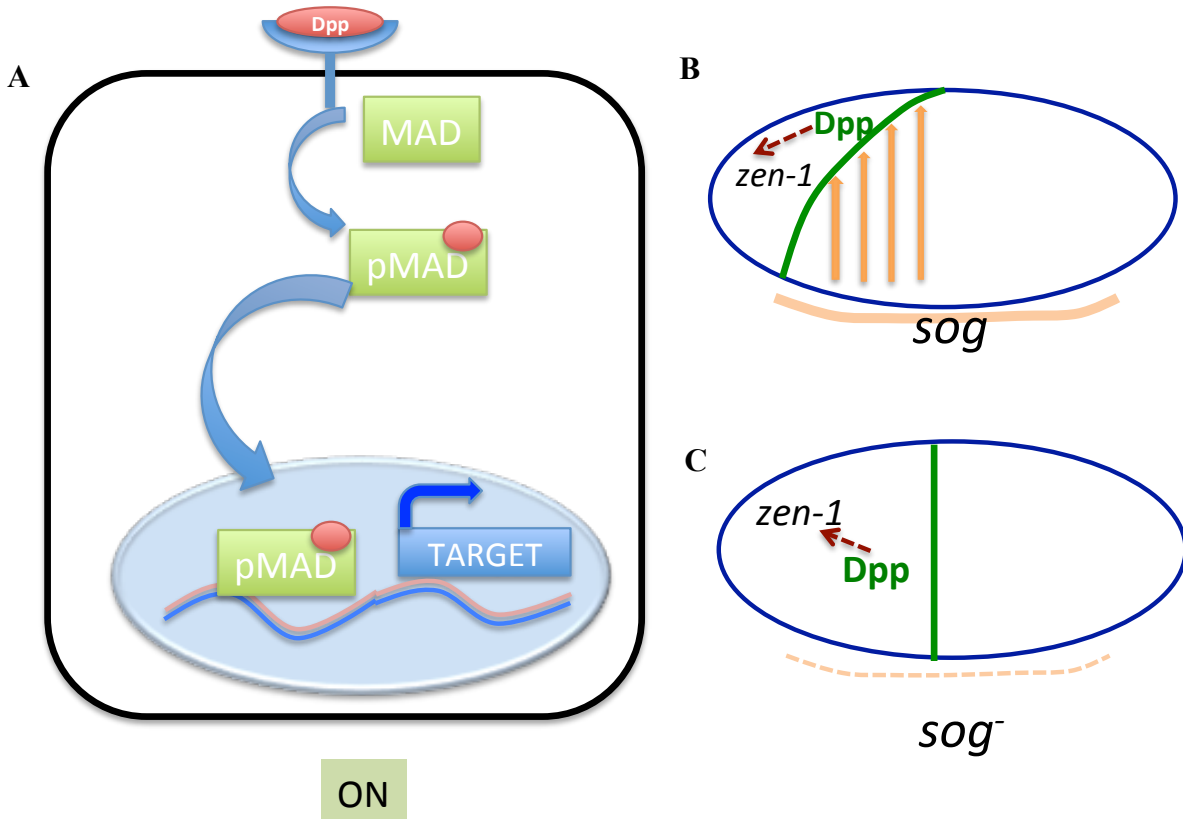 A
Dpp
MAD
pMAD
pMAD
TARGET
ON
B
Dpp
zen-1
sog
C
zen-1
Dpp
sog-